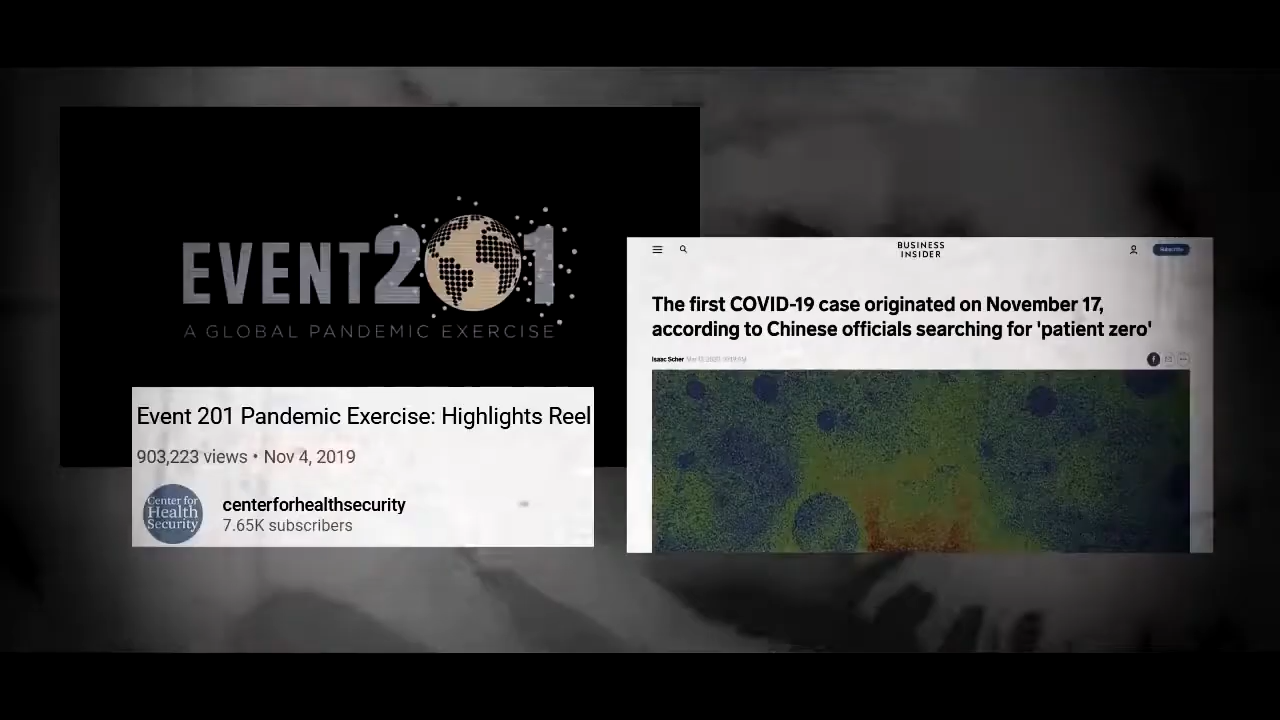 EVENT201
A GLOBAL PANDEMIC EXERCISE
Event 201 Pandemic Exercise: Highlights Reel
903,223 views • Nov 4, 2019
Center for
Health
Security
centerforhealthsecurity
7.65K subscribers
BUSINESS
INSIDER
Subscribe
The first COVID-19 case originated on November 17,
according to Chinese officials searching for 'patient zero'
Isaac Scher